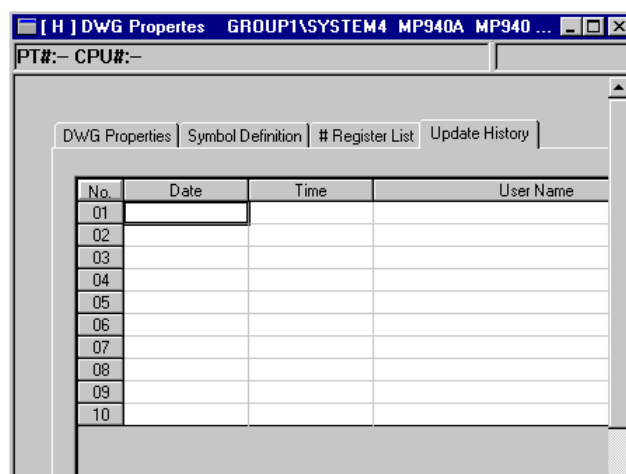 [ H ] DWG Propertes GROUP1\SYSTEM4 MP940A MP940 ...
PT#:– CPU#:–
DWG Properties Symbol Definition # Register List Update History
No. Date Time User Name
01
02
03
04
05
06
07
08
09
10